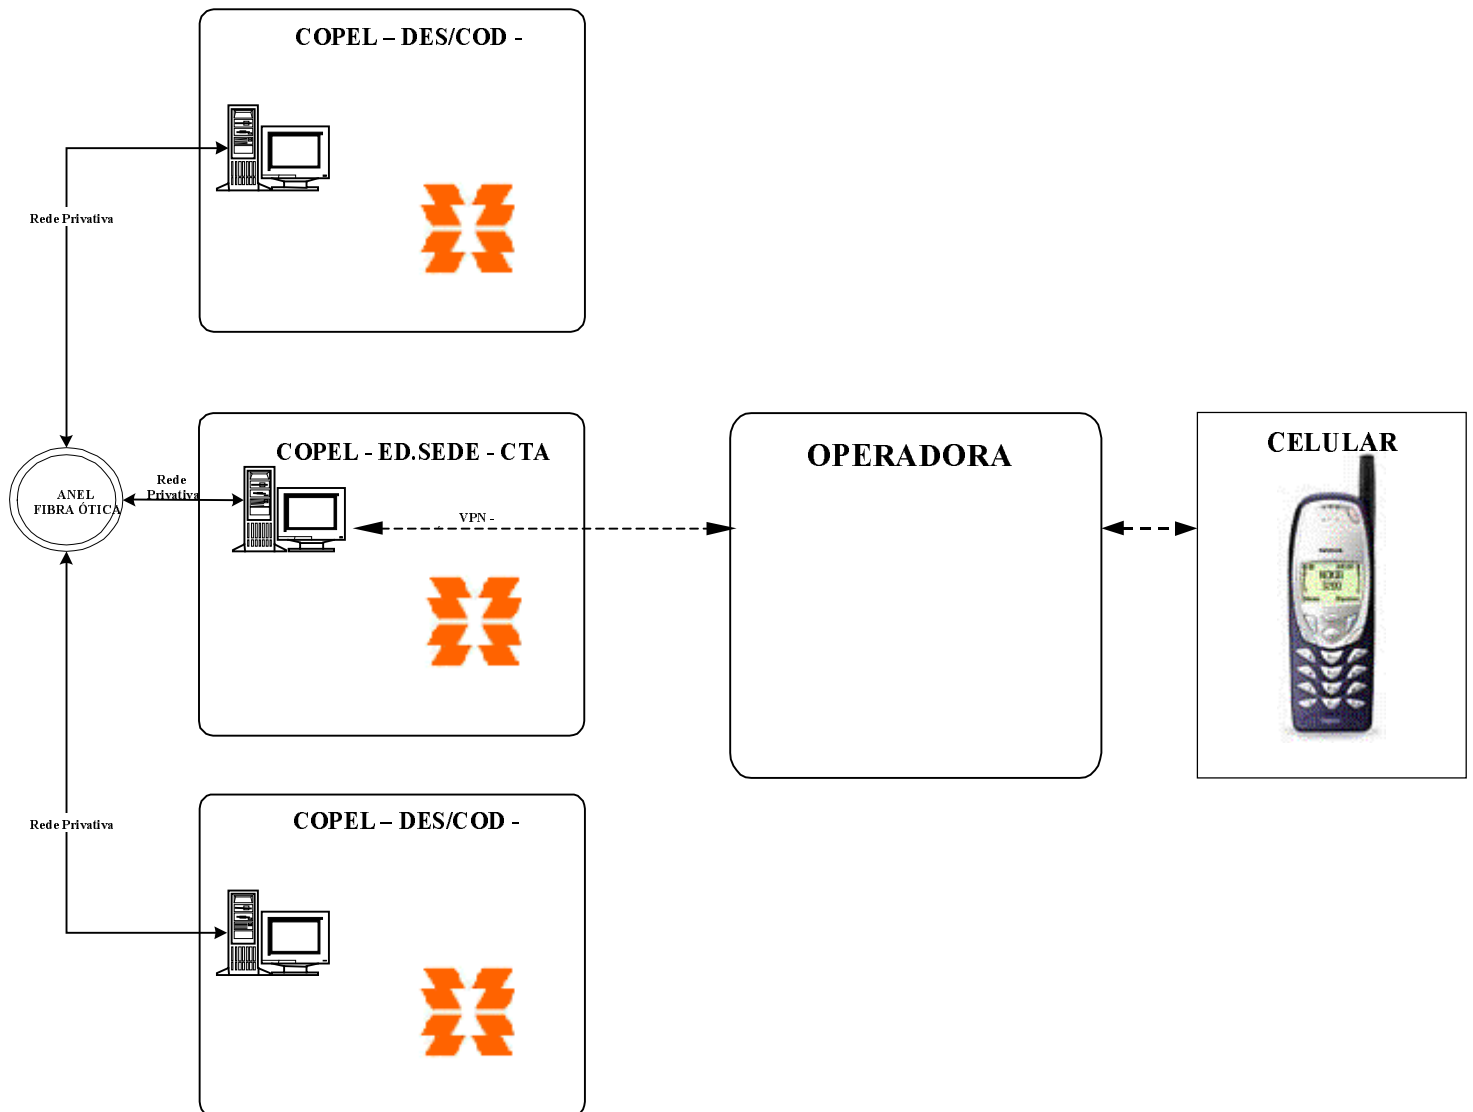 COPEL – DES/COD -
Rede Privativa
COPEL - ED.SEDE - CTA
OPERADORA
CELULAR
Rede
Privativa
ANEL
FIBRA ÓTICA
VPN -
Rede Privativa
COPEL – DES/COD -